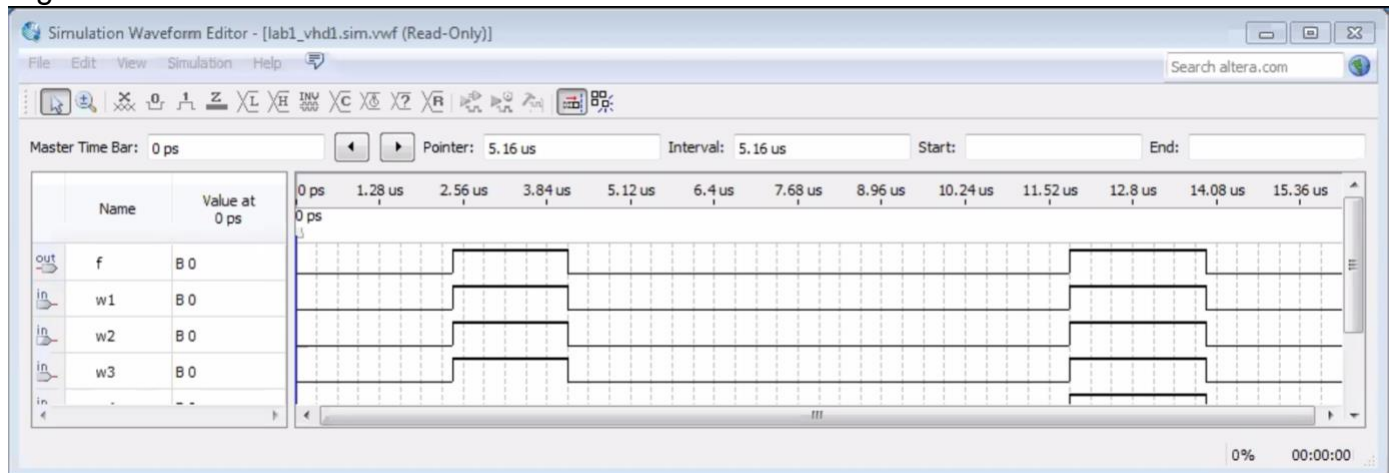 Simulation Waveform Editor - [lab1_vhd1.sim.vwf (Read-Only)]
File Edit View Simulation Help
Search altera.com
Master Time Bar: 0 ps Pointer: 5.16 us Interval: 5.16 us Start: End:
Name Value at 0 ps
0 ps 1.28 us 2.56 us 3.84 us 5.12 us 6.4 us 7.68 us 8.96 us 10.24 us 11.52 us 12.8 us 14.08 us 15.36 us
0 ps
out f B 0
in w1 B 0
in w2 B 0
in w3 B 0
in
0% 00:00:00